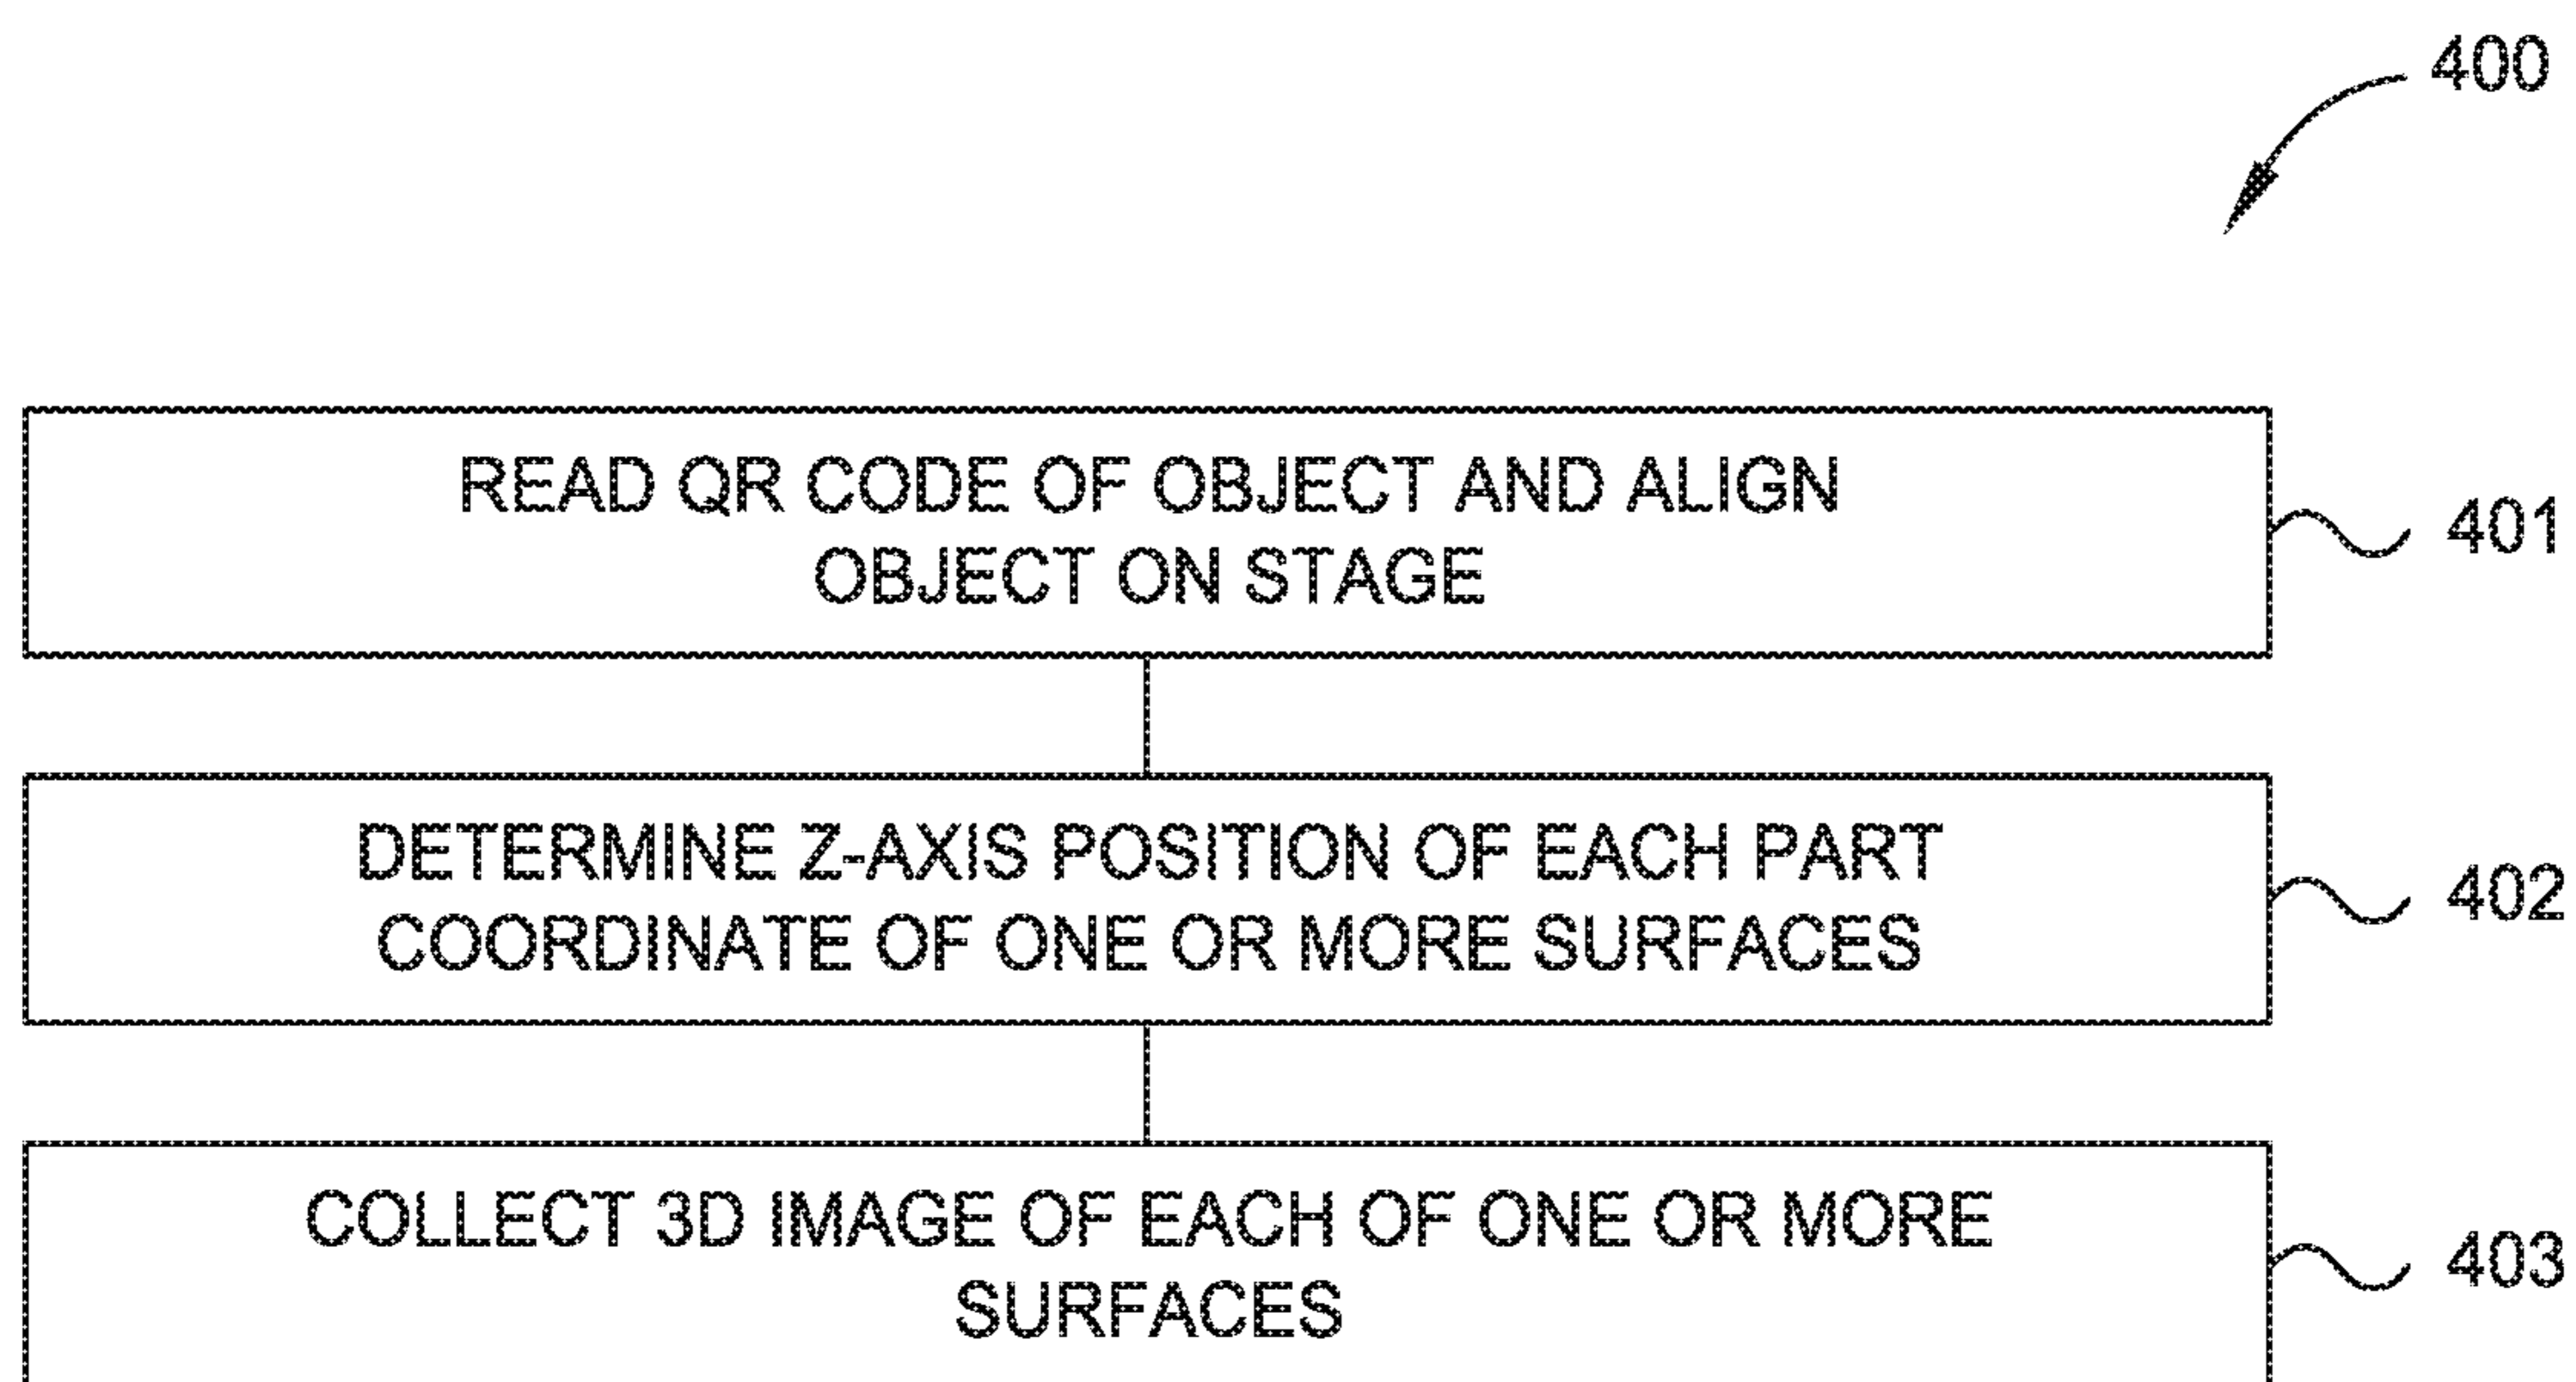 400
READ QR CODE OF OBJECT AND ALIGN
OBJECT ON STAGE
401
DETERMINE Z-AXIS POSITION OF EACH PART
COORDINATE OF ONE OR MORE SURFACES
402
COLLECT 3D IMAGE OF EACH OF ONE OR MORE
SURFACES
403